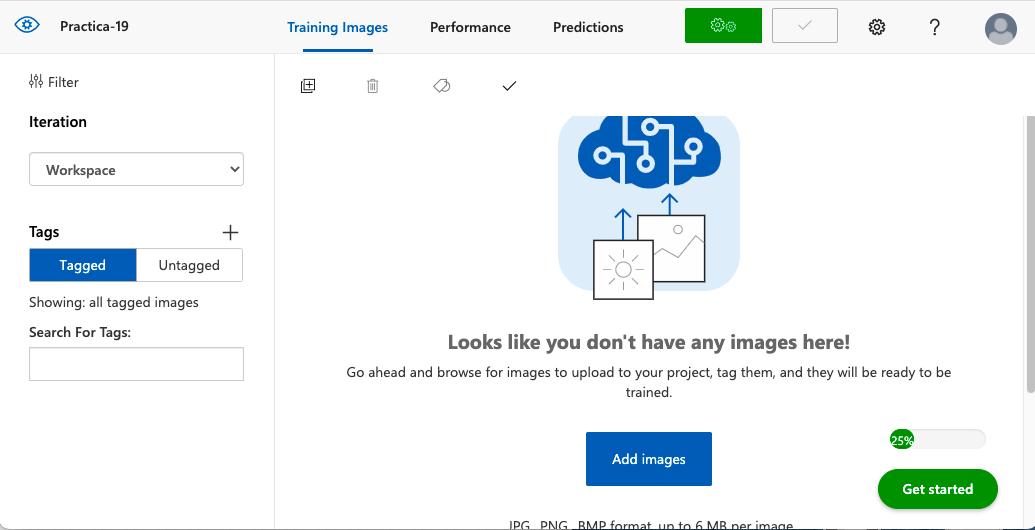 Practica-19
Training Images
Performance
Predictions
Filter
Iteration
Workspace
Tags
Tagged
Untagged
Showing: all tagged images
Search For Tags:
Looks like you don't have any images here!
Go ahead and browse for images to upload to your project, tag them, and they will be ready to be
trained.
Add images
25%
Get started
JPG, PNG, BMP format, up to 6 MB per image